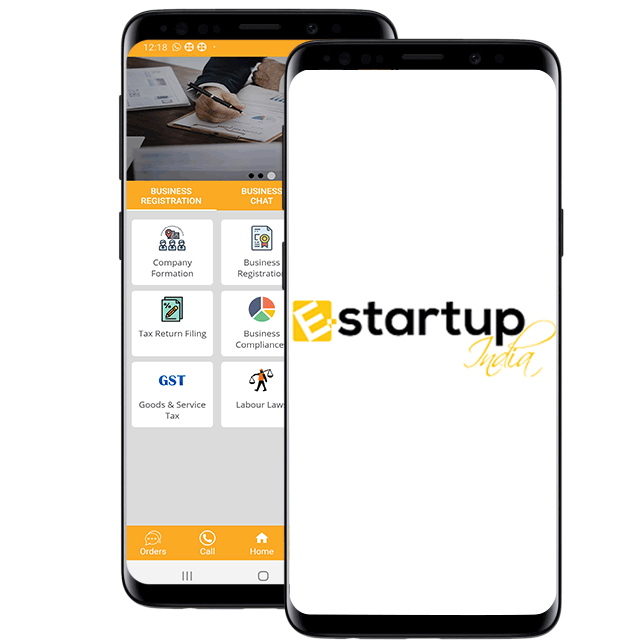 12:18
BUSINESS REGISTRATION
BUSINESS CHAT
Company Formation
Business Registration
Tax Return Filing
Business Compliances
GST
Goods & Service Tax
Labour Laws
Orders
Call
Home
E-startup
India